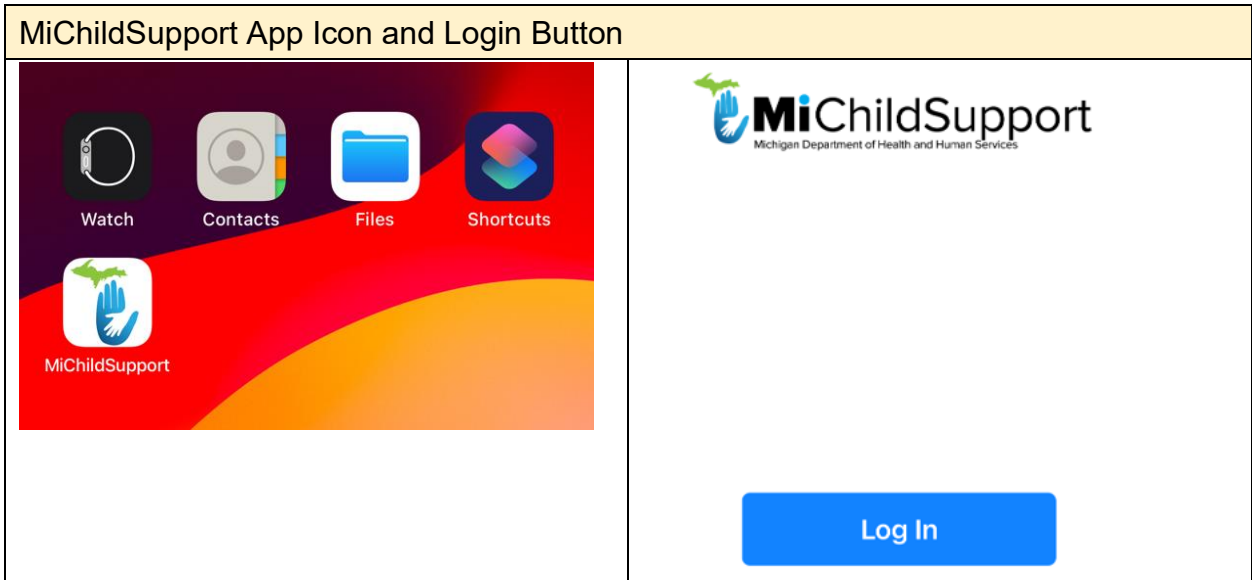 MiChildSupport App Icon and Login Button
Watch Contacts Files Shortcuts
MiChildSupport
MiChildSupport
Michigan Department of Health and Human Services
Log In